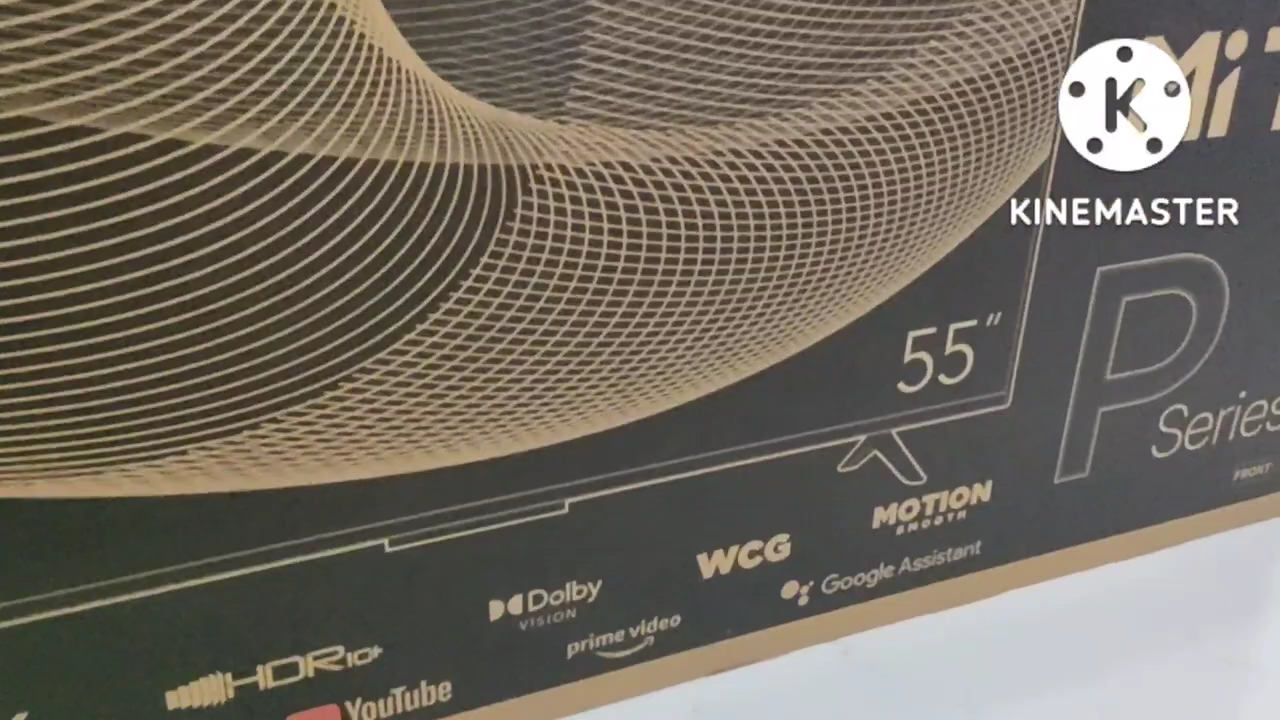 Mi
K
KINEMASTER
55"
P
Series
FRONT
MOTION
SMOOTH
WCG
Google Assistant
Dolby
VISION
prime video
HDR10+
YouTube